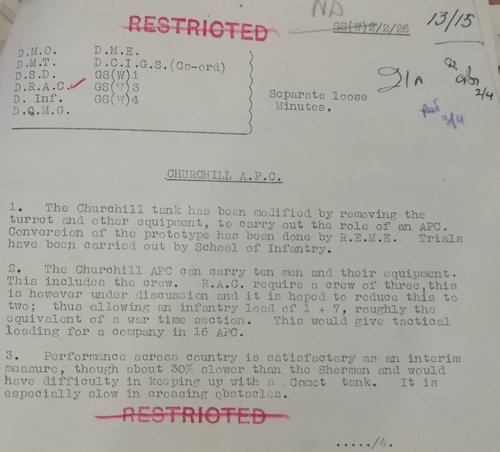 RESTRICTED
ND
GS(W)2/2/26
13/15
D.M.O. D.M.E.
D.M.T. D.C.I.G.S.(Co-ord)
D.S.D. GS(W)1
D.R.A.C. GS(W)3
D. Inf. GS(W)4
D.Q.M.G.
Separate loose
Minutes.
21A
2/4
3/4
CHURCHILL A.P.C.
1. The Churchill tank has been modified by removing the
turret and other equipment, to carry out the role of an APC.
Conversion of the prototype has been done by R.E.M.E. Trials
have been carried out by School of Infantry.
2. The Churchill APC can carry ten men and their equipment.
This includes the crew. R.A.C. require a crew of three, this
is however under discussion and it is hoped to reduce this to
two; thus allowing an infantry load of 1 + 7, roughly the
equivalent of a war time section. This would give tactical
loading for a company in 16 APC.
3. Performance across country is satisfactory as an interim
measure, though about 30% slower than the Sherman and would
have difficulty in keeping up with a Comet tank. It is
especially slow in crossing obstacles.
RESTRICTED